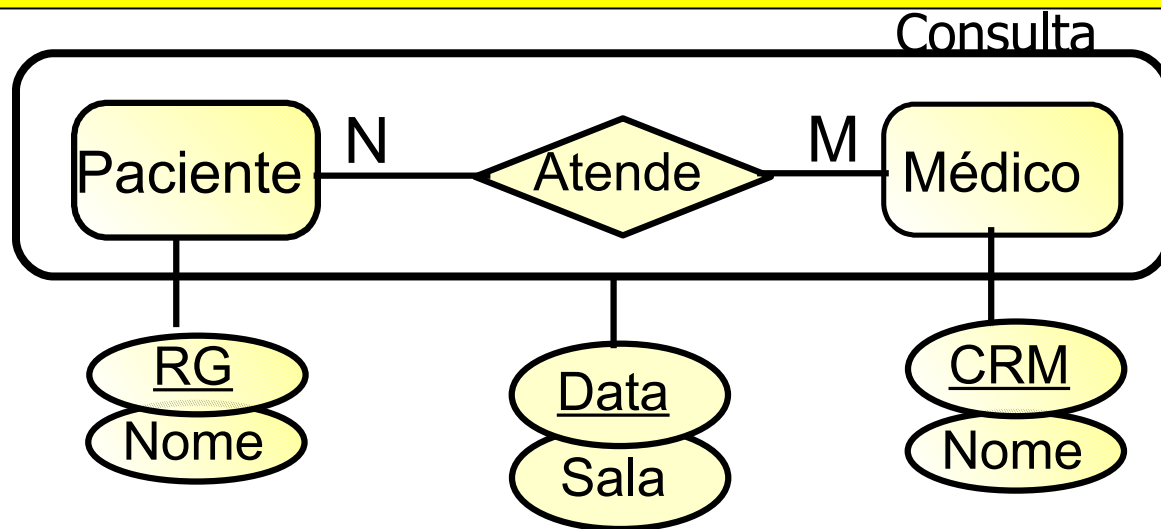 Consulta
Paciente
N
Atende
M
Médico
RG
Nome
Data
Sala
CRM
Nome